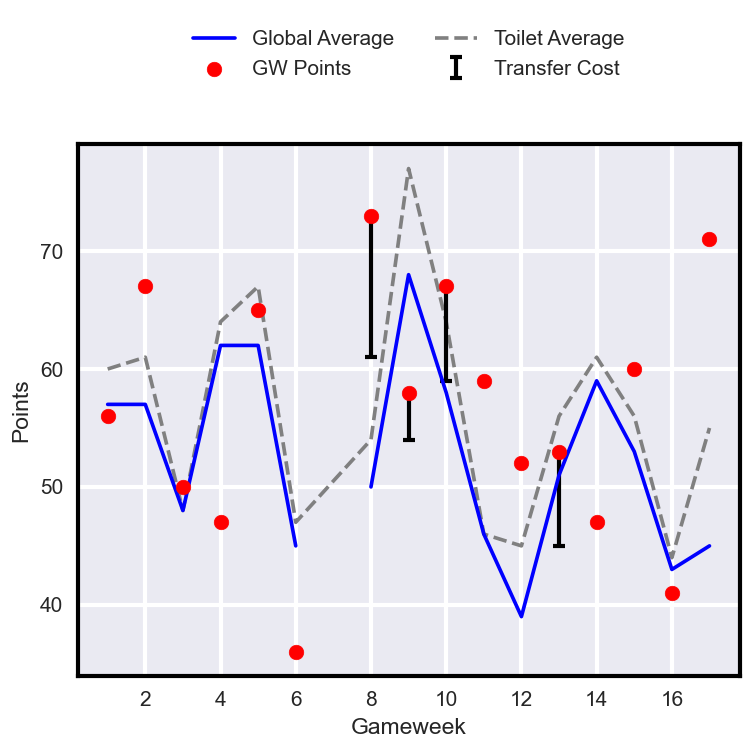 Global Average
Toilet Average
GW Points
Transfer Cost
70
60
50
40
Points
2
4
6
8
10
12
14
16
Gameweek